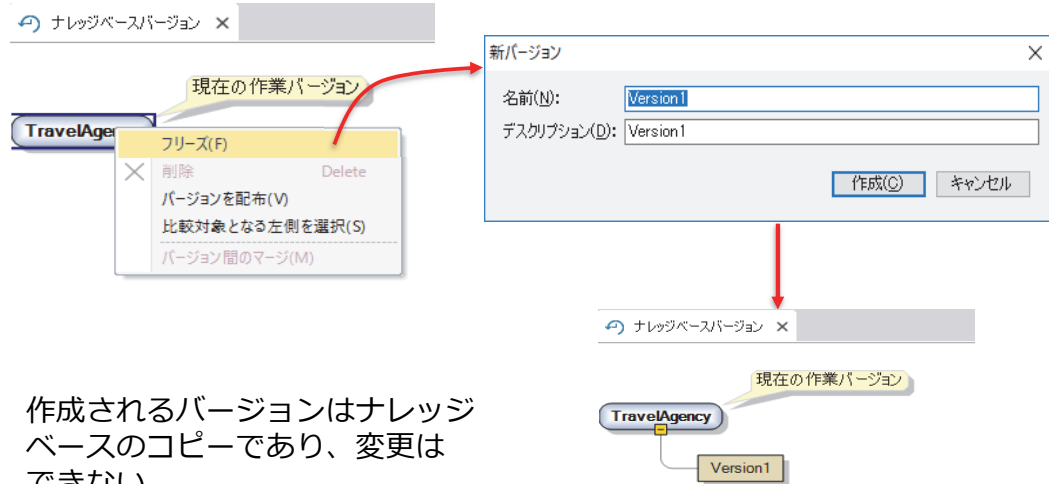 ナレッジベースバージョン
現在の作業バージョン
TravelAgen
フリーズ(F)
削除 Delete
バージョンを配布(V)
比較対象となる左側を選択(S)
バージョン間のマージ(M)
新バージョン
名前(N): Version1
デスクリプション(D): Version1
作成(C) キャンセル
ナレッジベースバージョン
現在の作業バージョン
TravelAgency
Version1
作成されるバージョンはナレッジ
ベースのコピーであり、変更は
できない